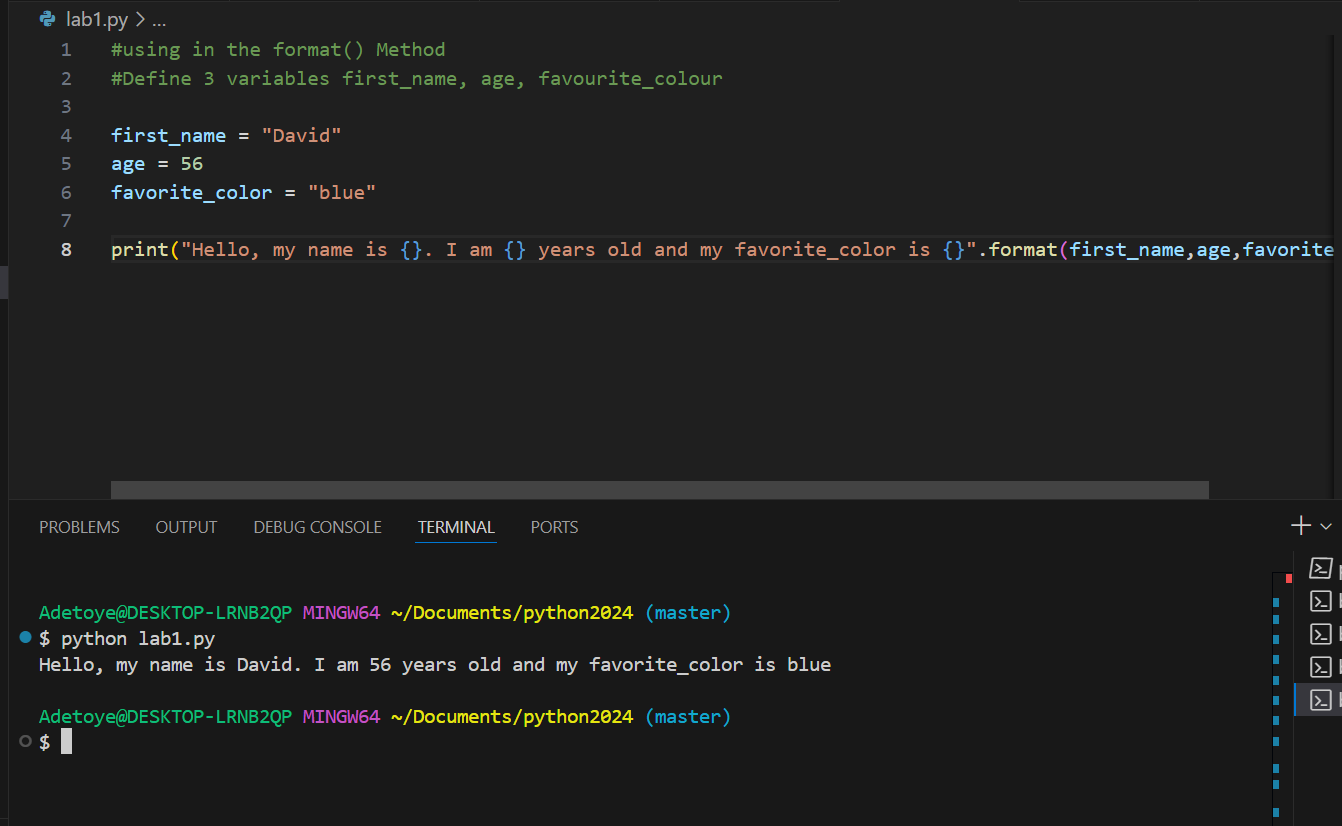 lab1.py > ...
1 #using in the format() Method
2 #Define 3 variables first_name, age, favourite_colour
3
4 first_name = "David"
5 age = 56
6 favorite_color = "blue"
7
8 print("Hello, my name is {}. I am {} years old and my favorite_color is {}".format(first_name,age,favorite
PROBLEMS OUTPUT DEBUG CONSOLE TERMINAL PORTS
Adetoye@DESKTOP-LRNB2QP MINGW64 ~/Documents/python2024 (master)
$ python lab1.py
Hello, my name is David. I am 56 years old and my favorite_color is blue
Adetoye@DESKTOP-LRNB2QP MINGW64 ~/Documents/python2024 (master)
$